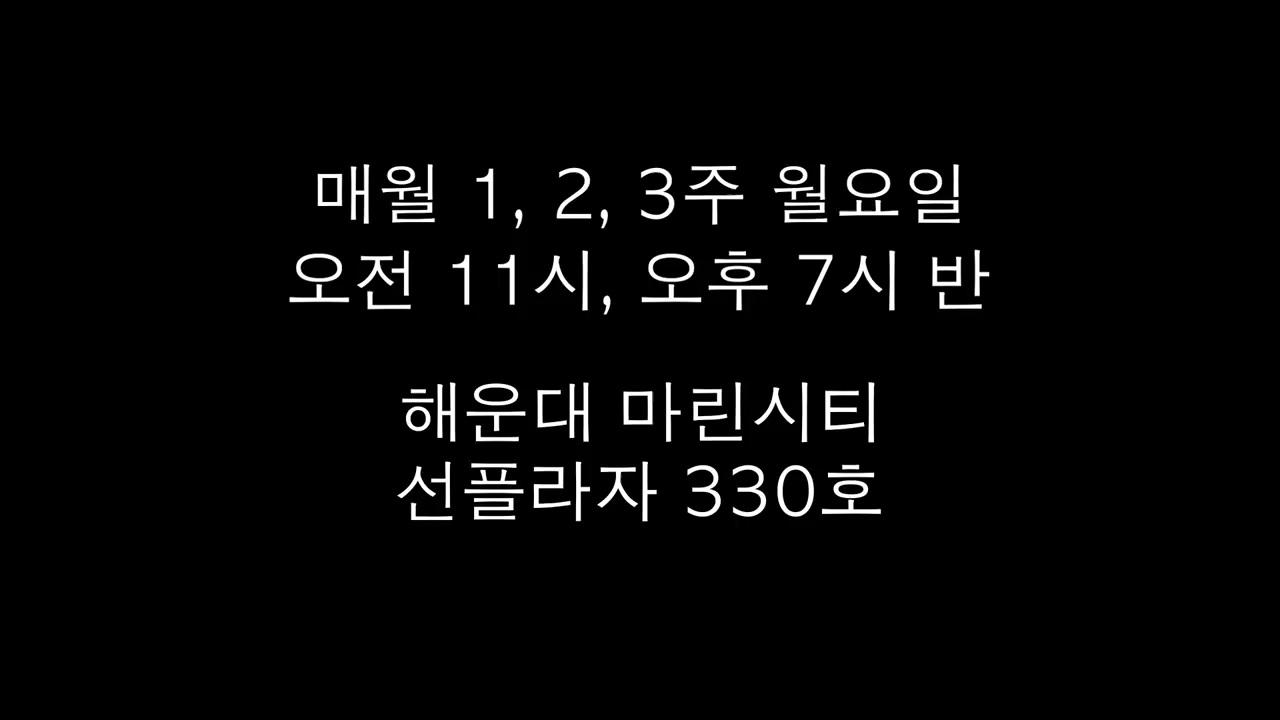 매월 1, 2, 3주 월요일
오전 11시, 오후 7시 반
해운대 마린시티
선플라자 330호